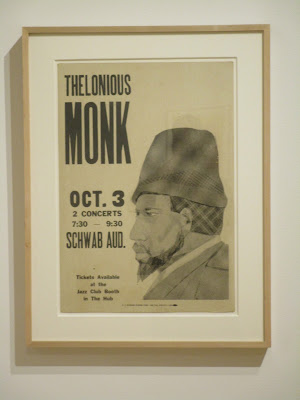 THELONIOUS
MONK
OCT. 3
2 CONCERTS
7:30 — 9:30
SCHWAB AUD.
Tickets Available
at the
Jazz Club Booth
in The Hub